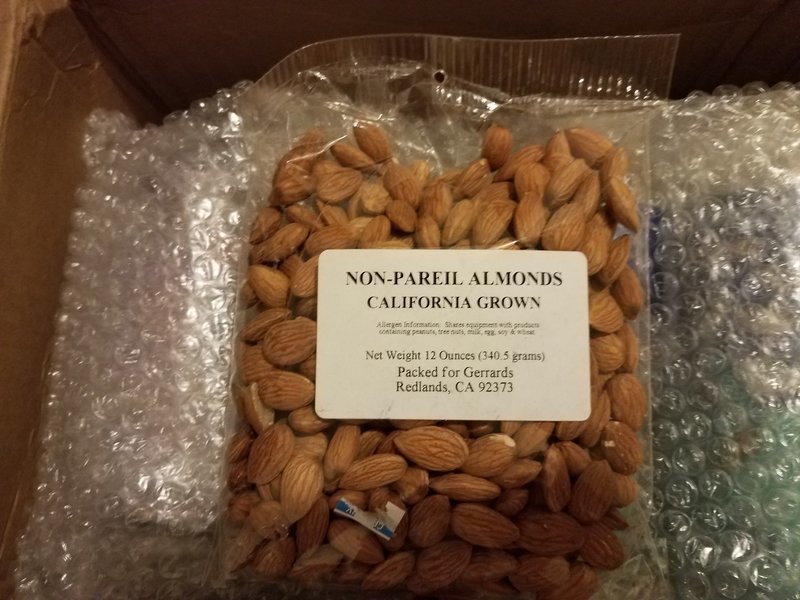 NON-PAREIL ALMONDS
CALIFORNIA GROWN
Allergen Information: Shares equipment with products
containing peanuts, tree nuts, milk, egg, soy & wheat
Net Weight 12 Ounces (340.5 grams)
Packed for Gerrards
Redlands, CA 92373